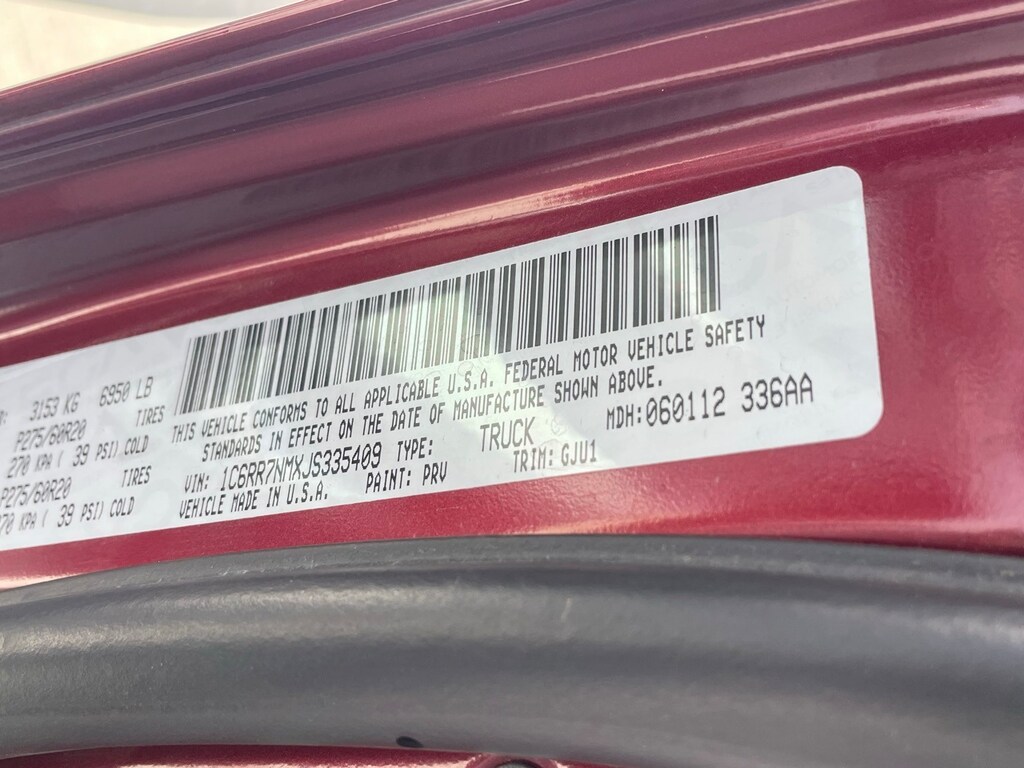 3153 KG 6950 LB
P275/60R20 TIRES
270 KPA ( 39 PSI) COLD
P275/60R20 TIRES
270 KPA ( 39 PSI) COLD
THIS VEHICLE CONFORMS TO ALL APPLICABLE U.S.A. FEDERAL MOTOR VEHICLE SAFETY
STANDARDS IN EFFECT ON THE DATE OF MANUFACTURE SHOWN ABOVE.
MDH:060112 336AA
VIN: 1C6RR7NMXJS335409 TYPE: TRUCK
VEHICLE MADE IN U.S.A. PAINT: PRV TRIM: GJU1